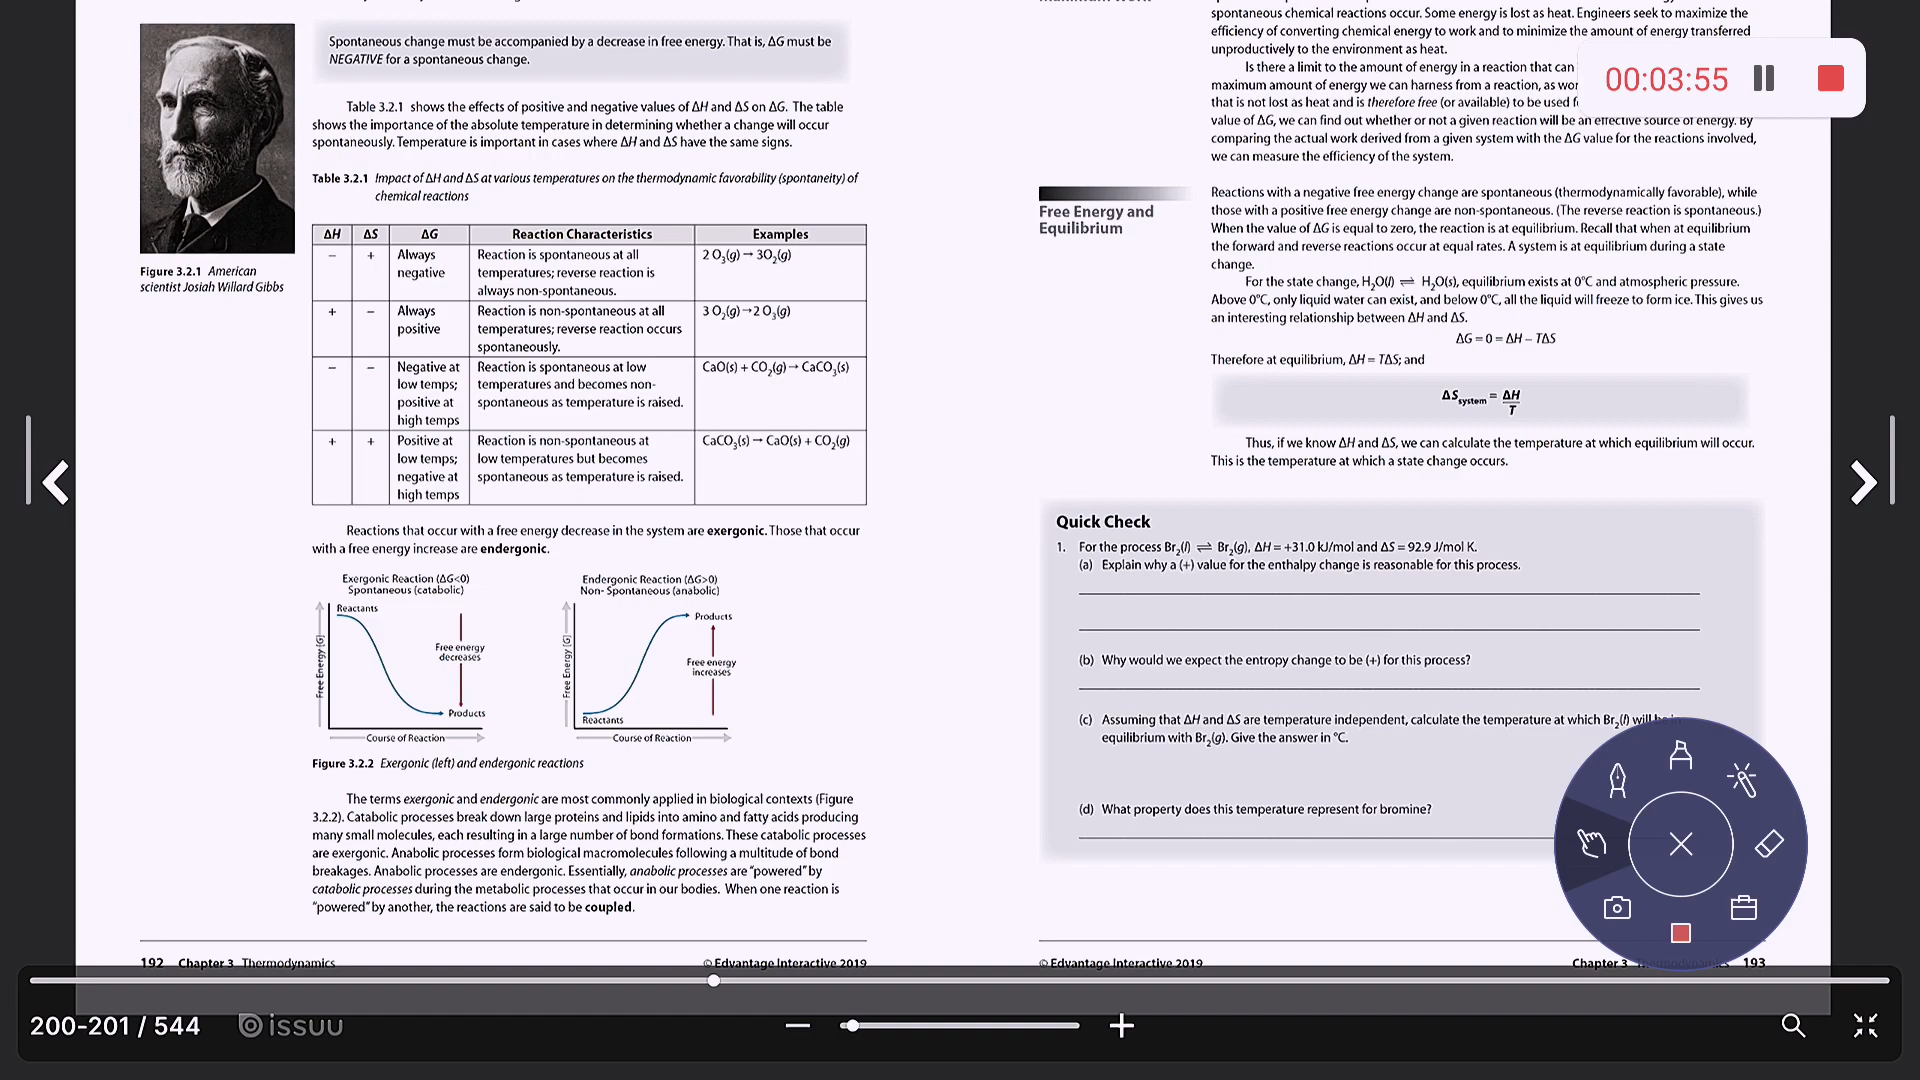 Spontaneous change must be accompanied by a decrease in free energy. That is, ΔG must be
NEGATIVE for a spontaneous change.
Table 3.2.1 shows the effects of positive and negative values of ΔH and ΔS on ΔG. The table
shows the importance of the absolute temperature in determining whether a change will occur
spontaneously. Temperature is important in cases where ΔH and ΔS have the same signs.
Table 3.2.1 Impact of ΔH and ΔS at various temperatures on the thermodynamic favorability (spontaneity) of
chemical reactions
Figure 3.2.1 American
scientist Josiah Willard Gibbs
ΔH ΔS ΔG Reaction Characteristics Examples
− + Always Reaction is spontaneous at all 2 O₃(g) → 3O₂(g)
negative temperatures; reverse reaction is
always non-spontaneous.
+ − Always Reaction is non-spontaneous at all 3 O₂(g)→2 O₃(g)
positive temperatures; reverse reaction occurs
spontaneously.
− − Negative at Reaction is spontaneous at low CaO(s) + CO₂(g) → CaCO₃(s)
low temps; temperatures and becomes non-
positive at spontaneous as temperature is raised.
high temps
+ + Positive at Reaction is non-spontaneous at CaCO₃(s) → CaO(s) + CO₂(g)
low temps; low temperatures but becomes
negative at spontaneous as temperature is raised.
high temps
Reactions that occur with a free energy decrease in the system are exergonic. Those that occur
with a free energy increase are endergonic.
Exergonic Reaction (ΔG<0)
Spontaneous (catabolic)
Free Energy [G]
Reactants
Free energy
decreases
Products
Course of Reaction
Endergonic Reaction (ΔG>0)
Non- Spontaneous (anabolic)
Free Energy [G]
Products
Free energy
increases
Reactants
Course of Reaction
Figure 3.2.2 Exergonic (left) and endergonic reactions
The terms exergonic and endergonic are most commonly applied in biological contexts (Figure
3.2.2). Catabolic processes break down large proteins and lipids into amino and fatty acids producing
many small molecules, each resulting in a large number of bond formations. These catabolic processes
are exergonic. Anabolic processes form biological macromolecules following a multitude of bond
breakages. Anabolic processes are endergonic. Essentially, anabolic processes are “powered” by
catabolic processes during the metabolic processes that occur in our bodies. When one reaction is
“powered” by another, the reactions are said to be coupled.
192 Chapter 3 Thermodynamics © Edvantage Interactive 2019
spontaneous chemical reactions occur. Some energy is lost as heat. Engineers seek to maximize the
efficiency of converting chemical energy to work and to minimize the amount of energy transferred
unproductively to the environment as heat.
Is there a limit to the amount of energy in a reaction that can
maximum amount of energy we can harness from a reaction, as
that is not lost as heat and is therefore free (or available) to be used
value of ΔG, we can find out whether or not a given reaction will be an effective source of energy. By
comparing the actual work derived from a given system with the ΔG value for the reactions involved,
we can measure the efficiency of the system.
00:03:55
Free Energy and
Equilibrium
Reactions with a negative free energy change are spontaneous (thermodynamically favorable), while
those with a positive free energy change are non-spontaneous. (The reverse reaction is spontaneous.)
When the value of ΔG is equal to zero, the reaction is at equilibrium. Recall that when at equilibrium
the forward and reverse reactions occur at equal rates. A system is at equilibrium during a state
change.
For the state change, H₂O(l) ⇌ H₂O(s), equilibrium exists at 0°C and atmospheric pressure.
Above 0°C, only liquid water can exist, and below 0°C, all the liquid will freeze to form ice. This gives us
an interesting relationship between ΔH and ΔS.
ΔG = 0 = ΔH − TΔS
Therefore at equilibrium, ΔH = TΔS; and
ΔSsystem = ΔH/T
Thus, if we know ΔH and ΔS, we can calculate the temperature at which equilibrium will occur.
This is the temperature at which a state change occurs.
Quick Check
1. For the process Br₂(l) ⇌ Br₂(g), ΔH = +31.0 kJ/mol and ΔS = 92.9 J/mol K.
(a) Explain why a (+) value for the enthalpy change is reasonable for this process.
(b) Why would we expect the entropy change to be (+) for this process?
(c) Assuming that ΔH and ΔS are temperature independent, calculate the temperature at which Br₂(l) will be in
equilibrium with Br₂(g). Give the answer in °C.
(d) What property does this temperature represent for bromine?
© Edvantage Interactive 2019 Chapter 3 Thermodynamics 193
200-201 / 544 issuu